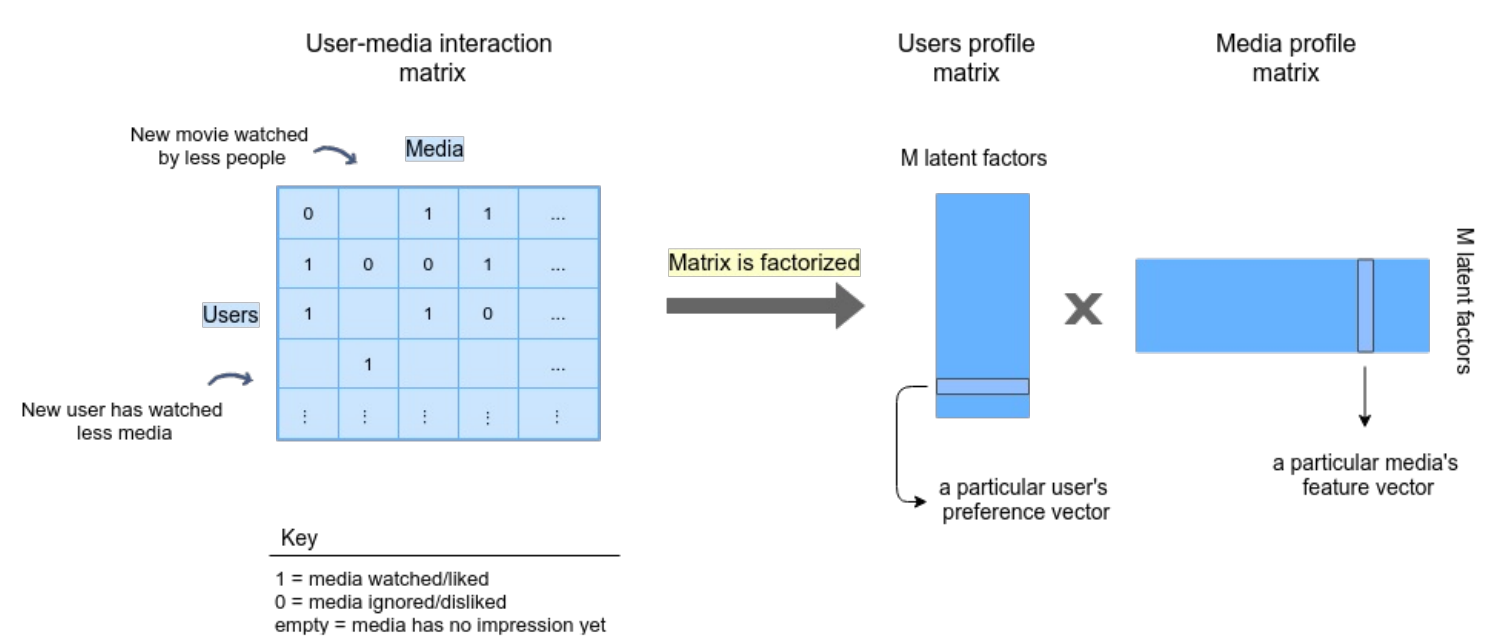 User-media interaction
matrix
Users profile
matrix
Media profile
matrix
New movie watched
by less people
Media
M latent factors
0 1 1 ...
1 0 0 1 ...
1 1 0 ...
1 ...
⋮ ⋮ ⋮ ⋮ ⋮
Users
New user has watched
less media
Matrix is factorized
x
M latent factors
a particular user's
preference vector
a particular media's
feature vector
Key
1 = media watched/liked
0 = media ignored/disliked
empty = media has no impression yet